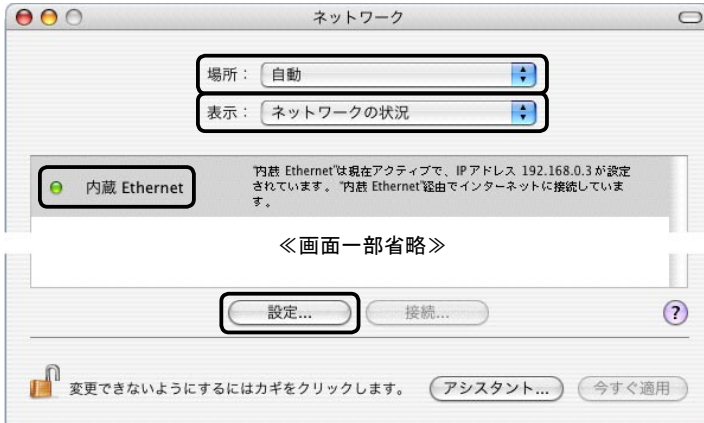 ネットワーク
場所： 自動
表示： ネットワークの状況
内蔵 Ethernet
"内蔵 Ethernet"は現在アクティブで、IPアドレス 192.168.0.3が設定
されています。"内蔵 Ethernet"経由でインターネットに接続していま
す。
≪画面一部省略≫
設定... 接続... ?
変更できないようにするにはカギをクリックします。 アシスタント... 今すぐ適用